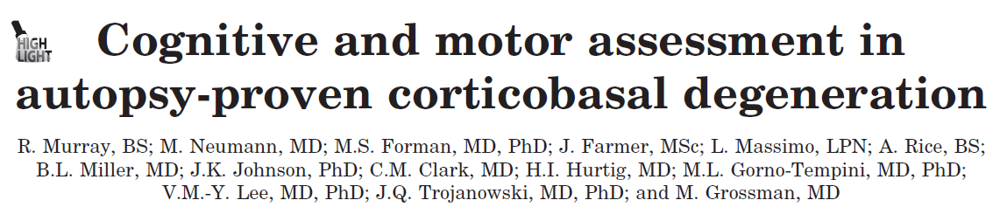 HIGH
LIGHT
Cognitive and motor assessment in
autopsy-proven corticobasal degeneration
R. Murray, BS; M. Neumann, MD; M.S. Forman, MD, PhD; J. Farmer, MSc; L. Massimo, LPN; A. Rice, BS;
B.L. Miller, MD; J.K. Johnson, PhD; C.M. Clark, MD; H.I. Hurtig, MD; M.L. Gorno-Tempini, MD, PhD;
V.M.-Y. Lee, MD, PhD; J.Q. Trojanowski, MD, PhD; and M. Grossman, MD